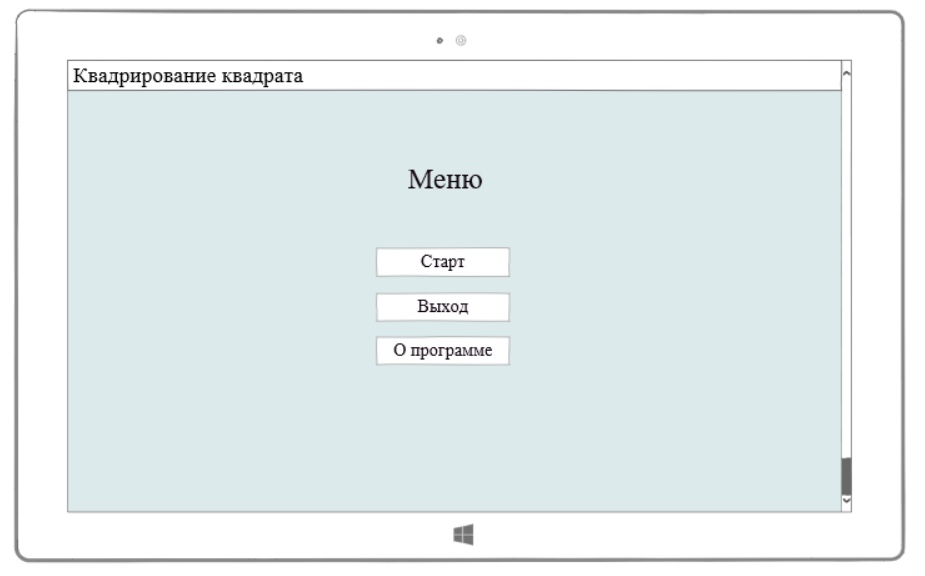 Квадрирование квадрата
Меню
Старт
Выход
О программе